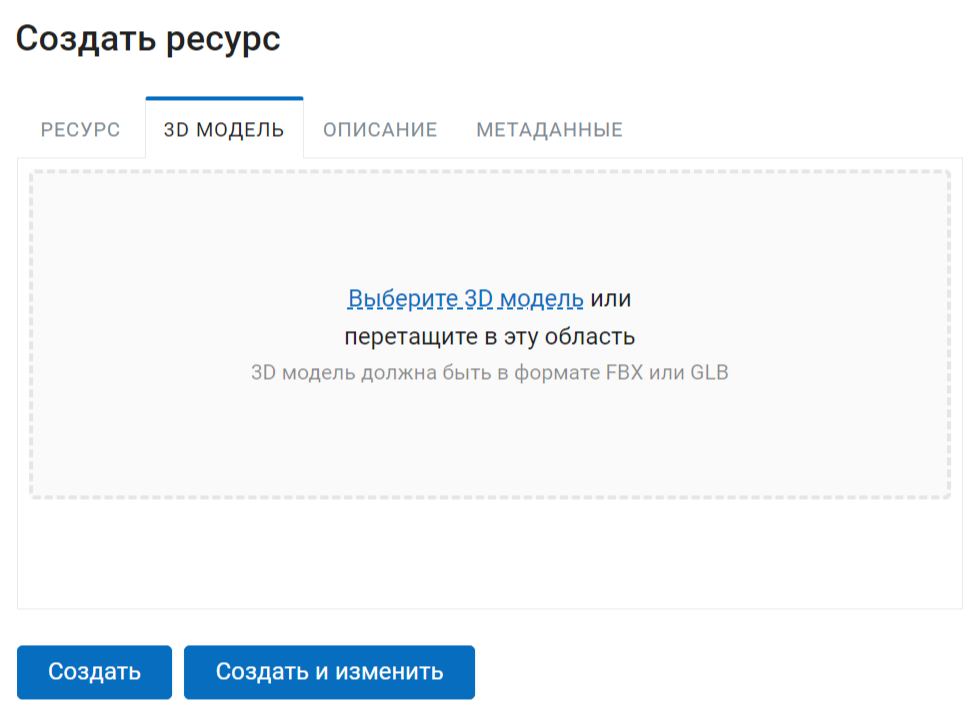 Создать ресурс
РЕСУРС
3D МОДЕЛЬ
ОПИСАНИЕ
МЕТАДАННЫЕ
Выберите 3D модель или
перетащите в эту область
3D модель должна быть в формате FBX или GLB
Создать
Создать и изменить